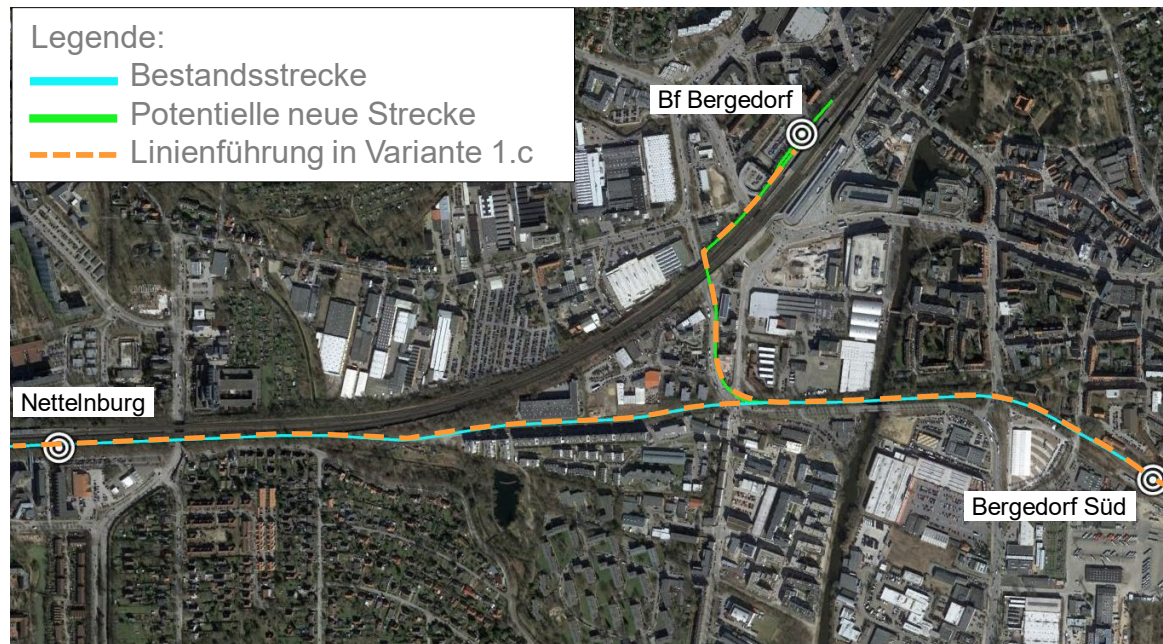 Legende:
Bestandsstrecke
Potentielle neue Strecke
Linienführung in Variante 1.c
Bf Bergedorf
Nettelnburg
Bergedorf Süd